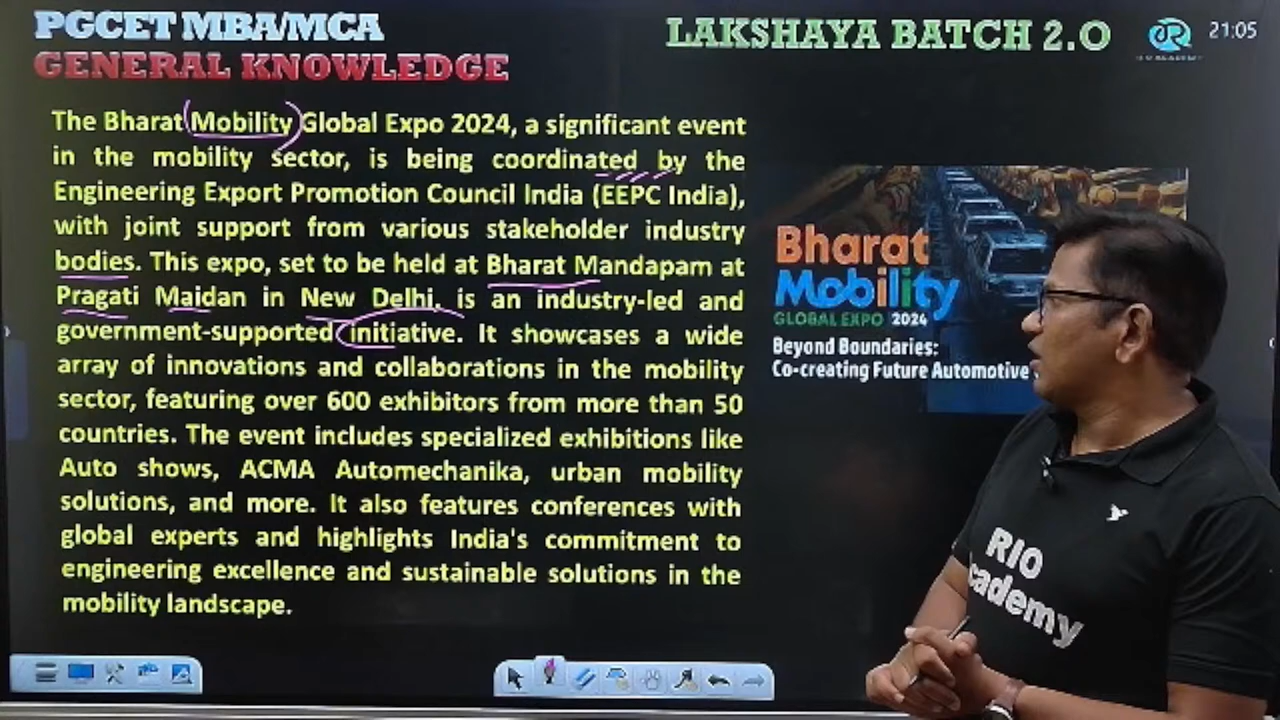 PGCET MBA/MCA
GENERAL KNOWLEDGE
LAKSHAYA BATCH 2.O
21:05
The Bharat Mobility Global Expo 2024, a significant event
in the mobility sector, is being coordinated by the
Engineering Export Promotion Council India (EEPC India),
with joint support from various stakeholder industry
bodies. This expo, set to be held at Bharat Mandapam at
Pragati Maidan in New Delhi, is an industry-led and
government-supported initiative. It showcases a wide
array of innovations and collaborations in the mobility
sector, featuring over 600 exhibitors from more than 50
countries. The event includes specialized exhibitions like
Auto shows, ACMA Automechanika, urban mobility
solutions, and more. It also features conferences with
global experts and highlights India's commitment to
engineering excellence and sustainable solutions in the
mobility landscape.
Bharat
Mobility
GLOBAL EXPO 2024
Beyond Boundaries:
Co-creating Future Automotive
RIO
cademy